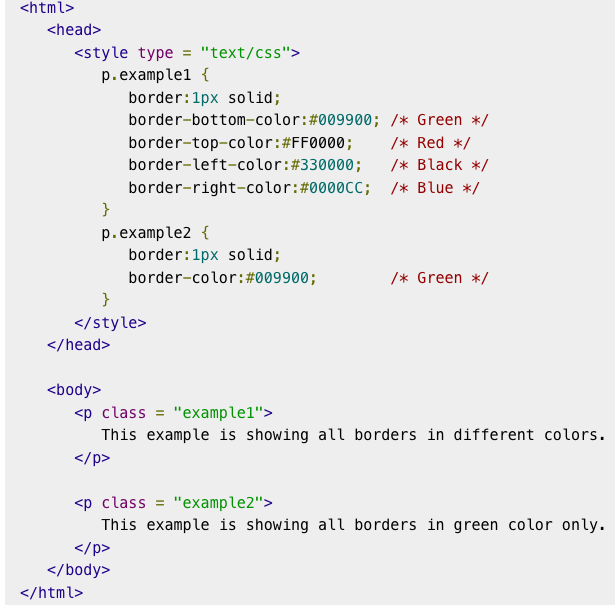 <html>
   <head>
      <style type = "text/css">
         p.example1 {
            border:1px solid;
            border-bottom-color:#009900; /* Green */
            border-top-color:#FF0000;    /* Red */
            border-left-color:#330000;   /* Black */
            border-right-color:#0000CC;  /* Blue */
         }
         p.example2 {
            border:1px solid;
            border-color:#009900;        /* Green */
         }
      </style>
   </head>

   <body>
      <p class = "example1">
         This example is showing all borders in different colors.
      </p>

      <p class = "example2">
         This example is showing all borders in green color only.
      </p>
   </body>
</html>